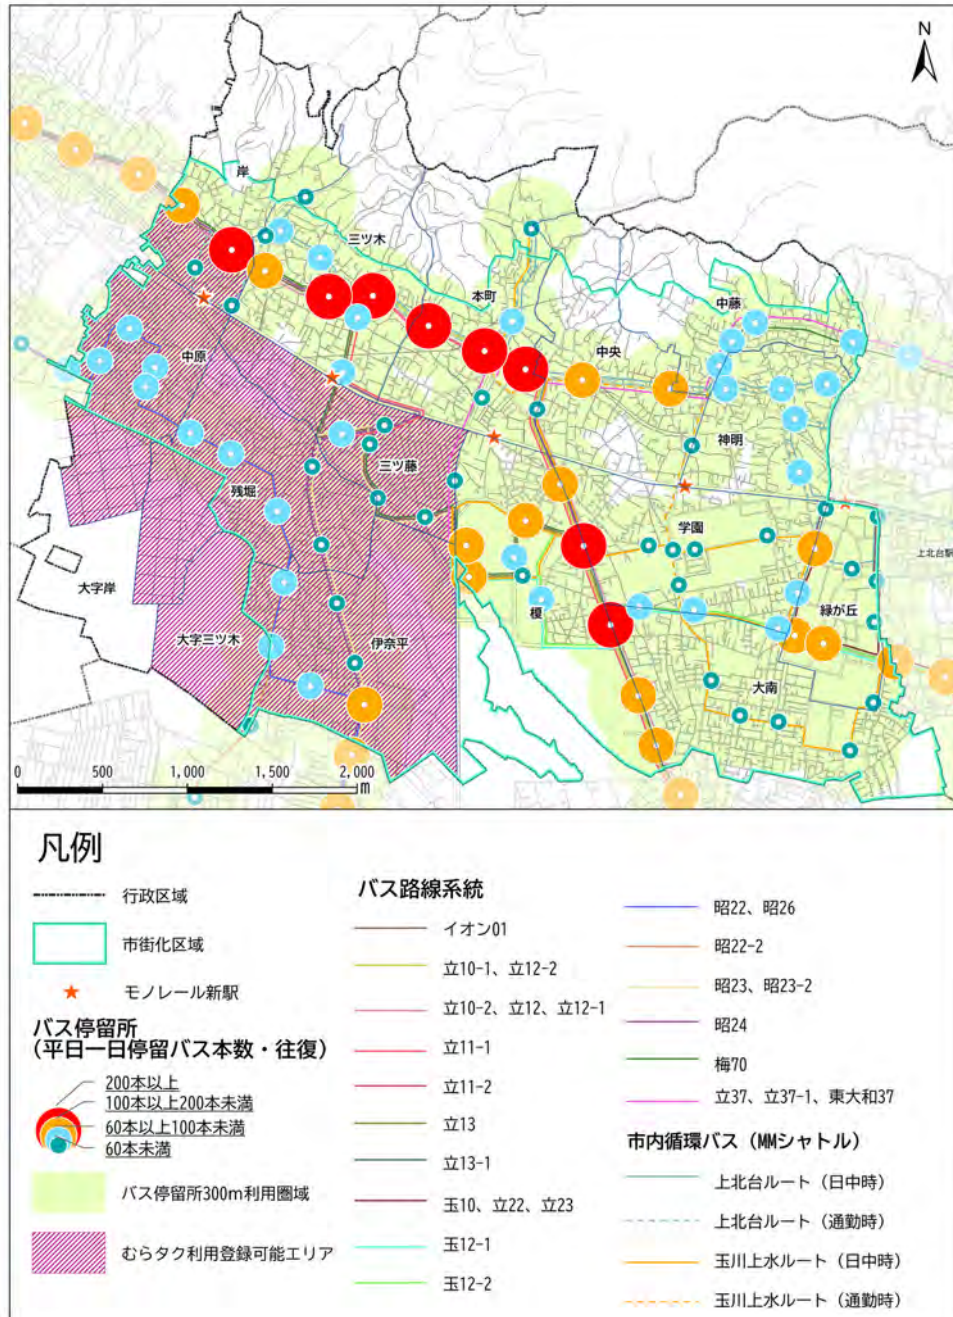 N
岸
三ツ木
本町
中藤
中央
中原
神明
三ツ藤
残堀
学園
上北台駅
大字岸
榎
緑が丘
大字三ツ木
伊奈平
大南
0 500 1,000 1,500 2,000
m
凡例
行政区域
市街化区域
モノレール新駅
バス停留所
(平日一日停留バス本数・往復)
200本以上
100本以上200本未満
60本以上100本未満
60本未満
バス停留所300m利用圏域
むらタク利用登録可能エリア
バス路線系統
イオン01
立10-1、立12-2
立10-2、立12、立12-1
立11-1
立11-2
立13
立13-1
玉10、立22、立23
玉12-1
玉12-2
昭22、昭26
昭22-2
昭23、昭23-2
昭24
梅70
立37、立37-1、東大和37
市内循環バス (MMシャトル)
上北台ルート (日中時)
上北台ルート (通勤時)
玉川上水ルート (日中時)
玉川上水ルート (通勤時)